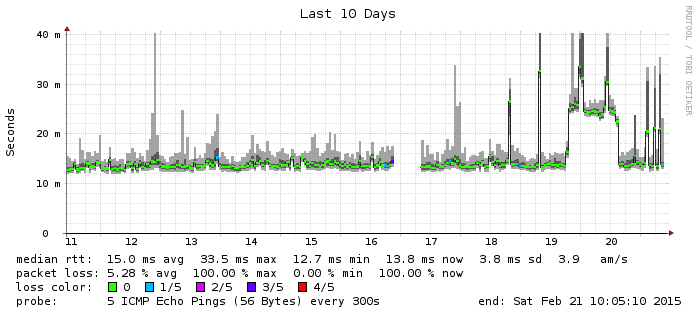 Last 10 Days
RRDTOOL / TOBI OETIKER
Seconds
40 m
30 m
20 m
10 m
0
11 12 13 14 15 16 17 18 19 20
median rtt: 15.0 ms avg 33.5 ms max 12.7 ms min 13.8 ms now 3.8 ms sd 3.9 am/s
packet loss: 5.28 % avg 100.00 % max 0.00 % min 100.00 % now
loss color: 0 1/5 2/5 3/5 4/5
probe: 5 ICMP Echo Pings (56 Bytes) every 300s end: Sat Feb 21 10:05:10 2015